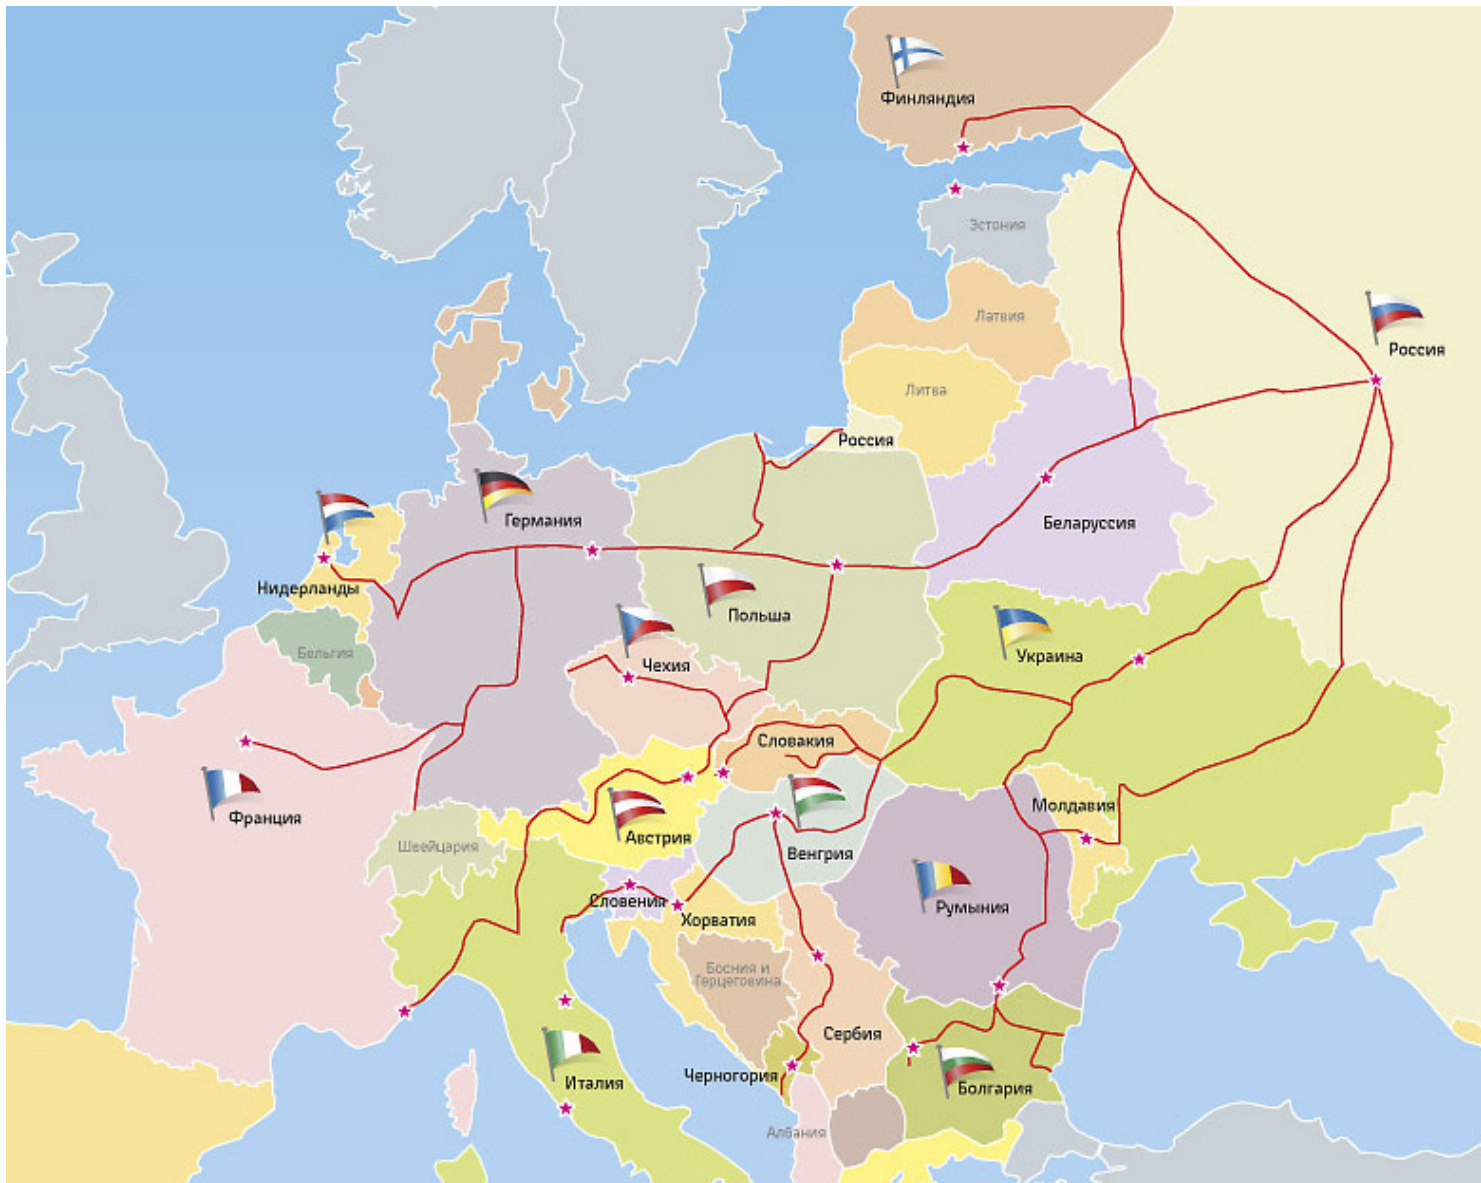 Финляндия
Эстония
Латвия
Россия
Литва
Россия
Германия
Беларуссия
Нидерланды
Польша
Бельгия
Чехия
Украина
Словакия
Франция
Молдавия
Австрия
Швейцария
Венгрия
Словения
Хорватия
Румыния
Босния и
Герцеговина
Сербия
Черногория
Италия
Болгария
Албания